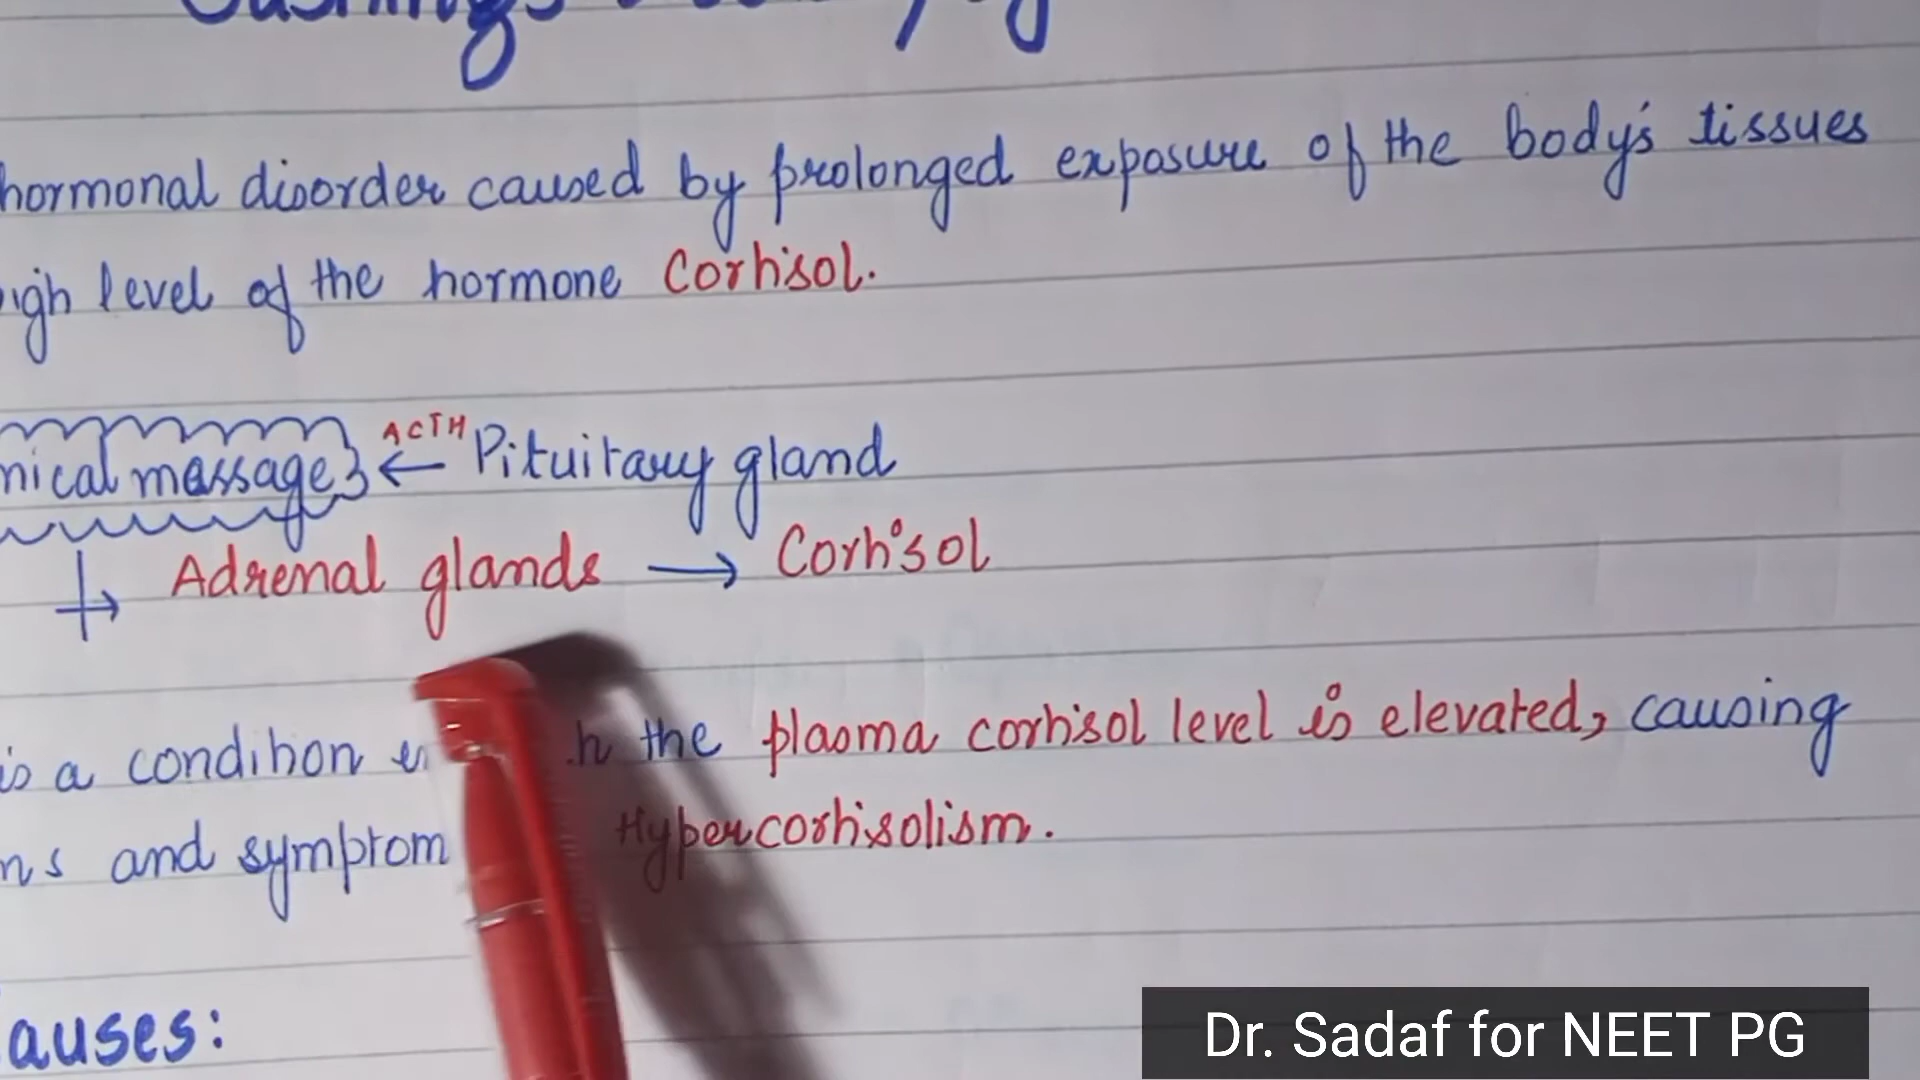 Cushing's
hormonal disorder caused by prolonged exposure of the body's tissues
igh level of the hormone Cortisol.
nical massage ← ACTH Pituitary gland
→ Adrenal glands → Cortisol
is a condition the plasma cortisol level is elevated, causing
ns and symptom Hypercortisolism.
auses:
Dr. Sadaf for NEET PG